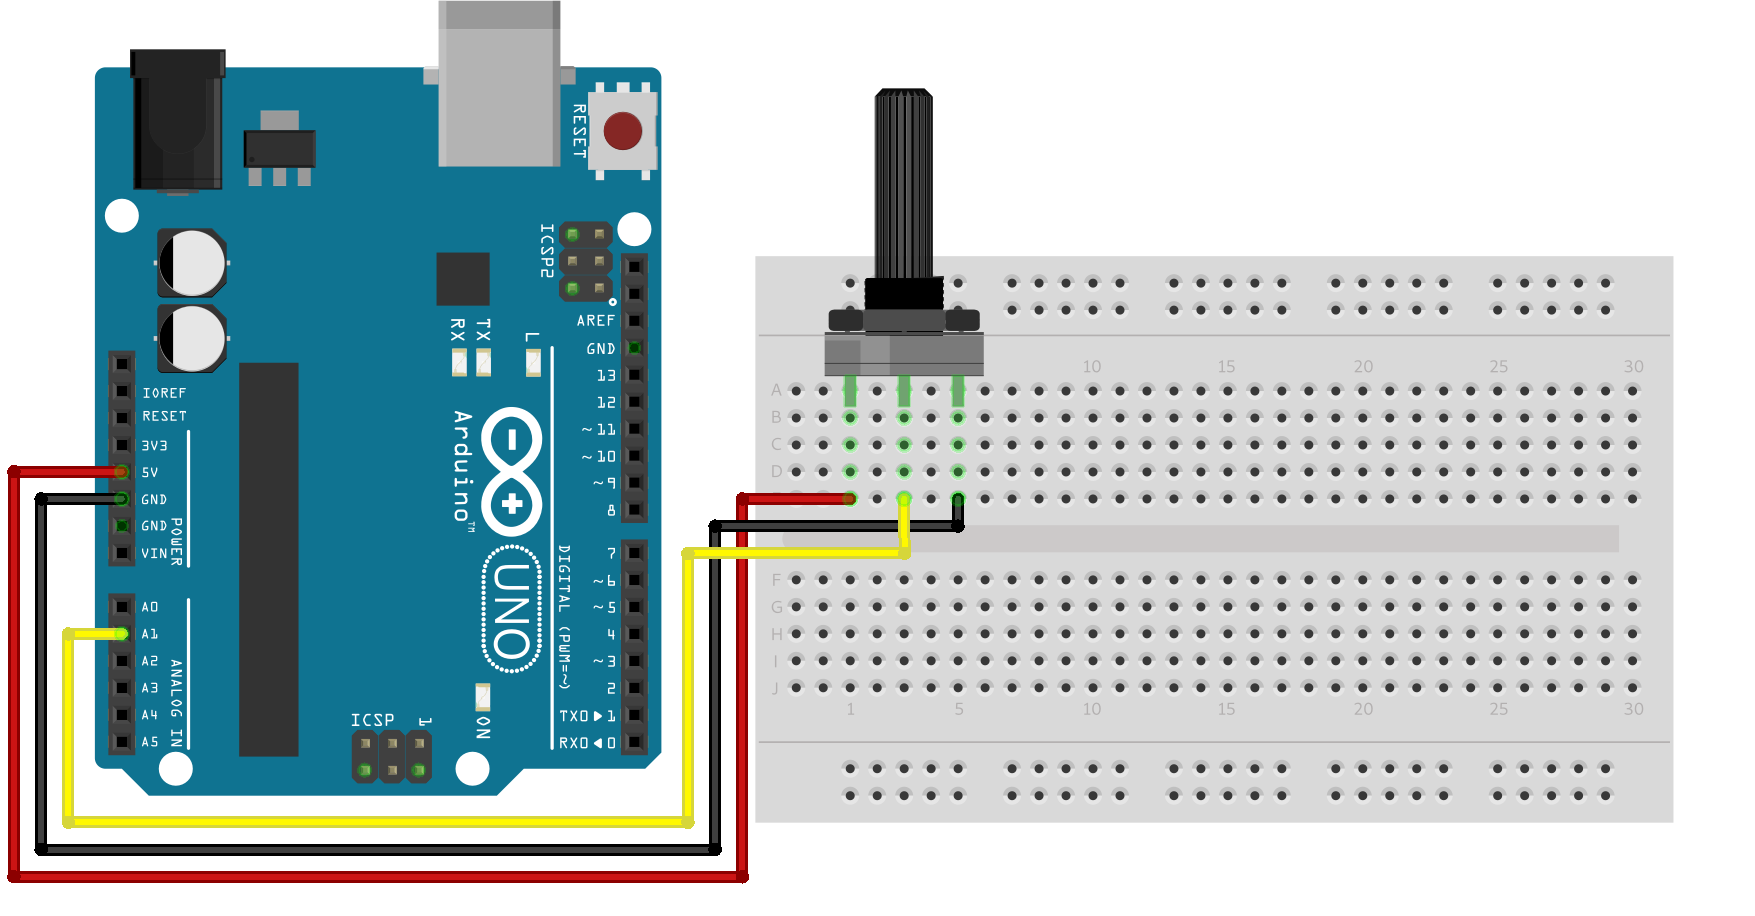 RESET
ICSP2
RX
TX
L
AREF
GND
13
12
~11
~10
~9
8
7
~6
~5
4
~3
2
TX0▶1
RX0◀0
DIGITAL (PWM=~)
IOREF
RESET
3V3
5V
GND
GND
VIN
POWER
A0
A1
A2
A3
A4
A5
ANALOG IN
Arduino™
UNO
ON
ICSP
1
10 15 20 25 30
A
B
C
D
F
G
H
I
J
1 5 10 15 20 25 30